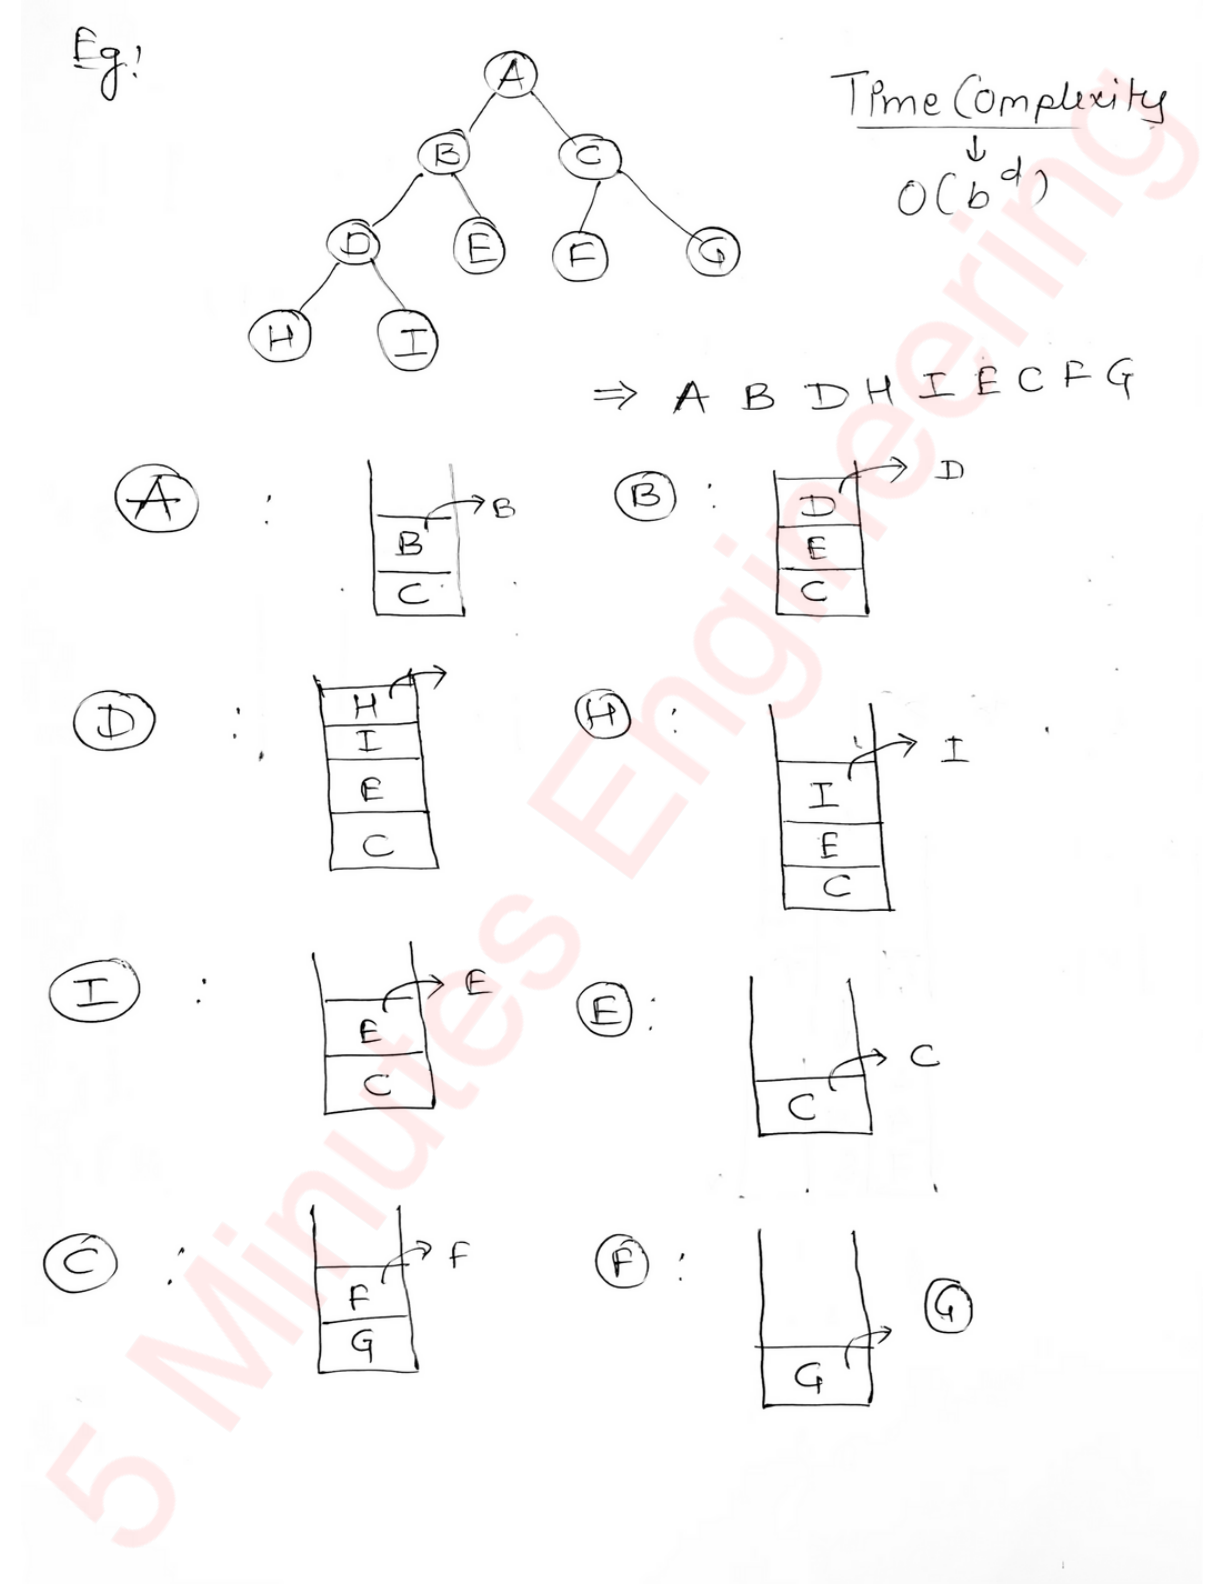 Eg!
A
Time Complexity
↓
B C
O(b^d)
D E F G
H I
⇒ A B D H I E C F G
A : B
B
C
B : D
D
E
C
D :
H
I
E
C
H : I
I
E
C
I : E
E
C
E : C
C
C : F
F
G
F : G
G
5 Minutes Engineering